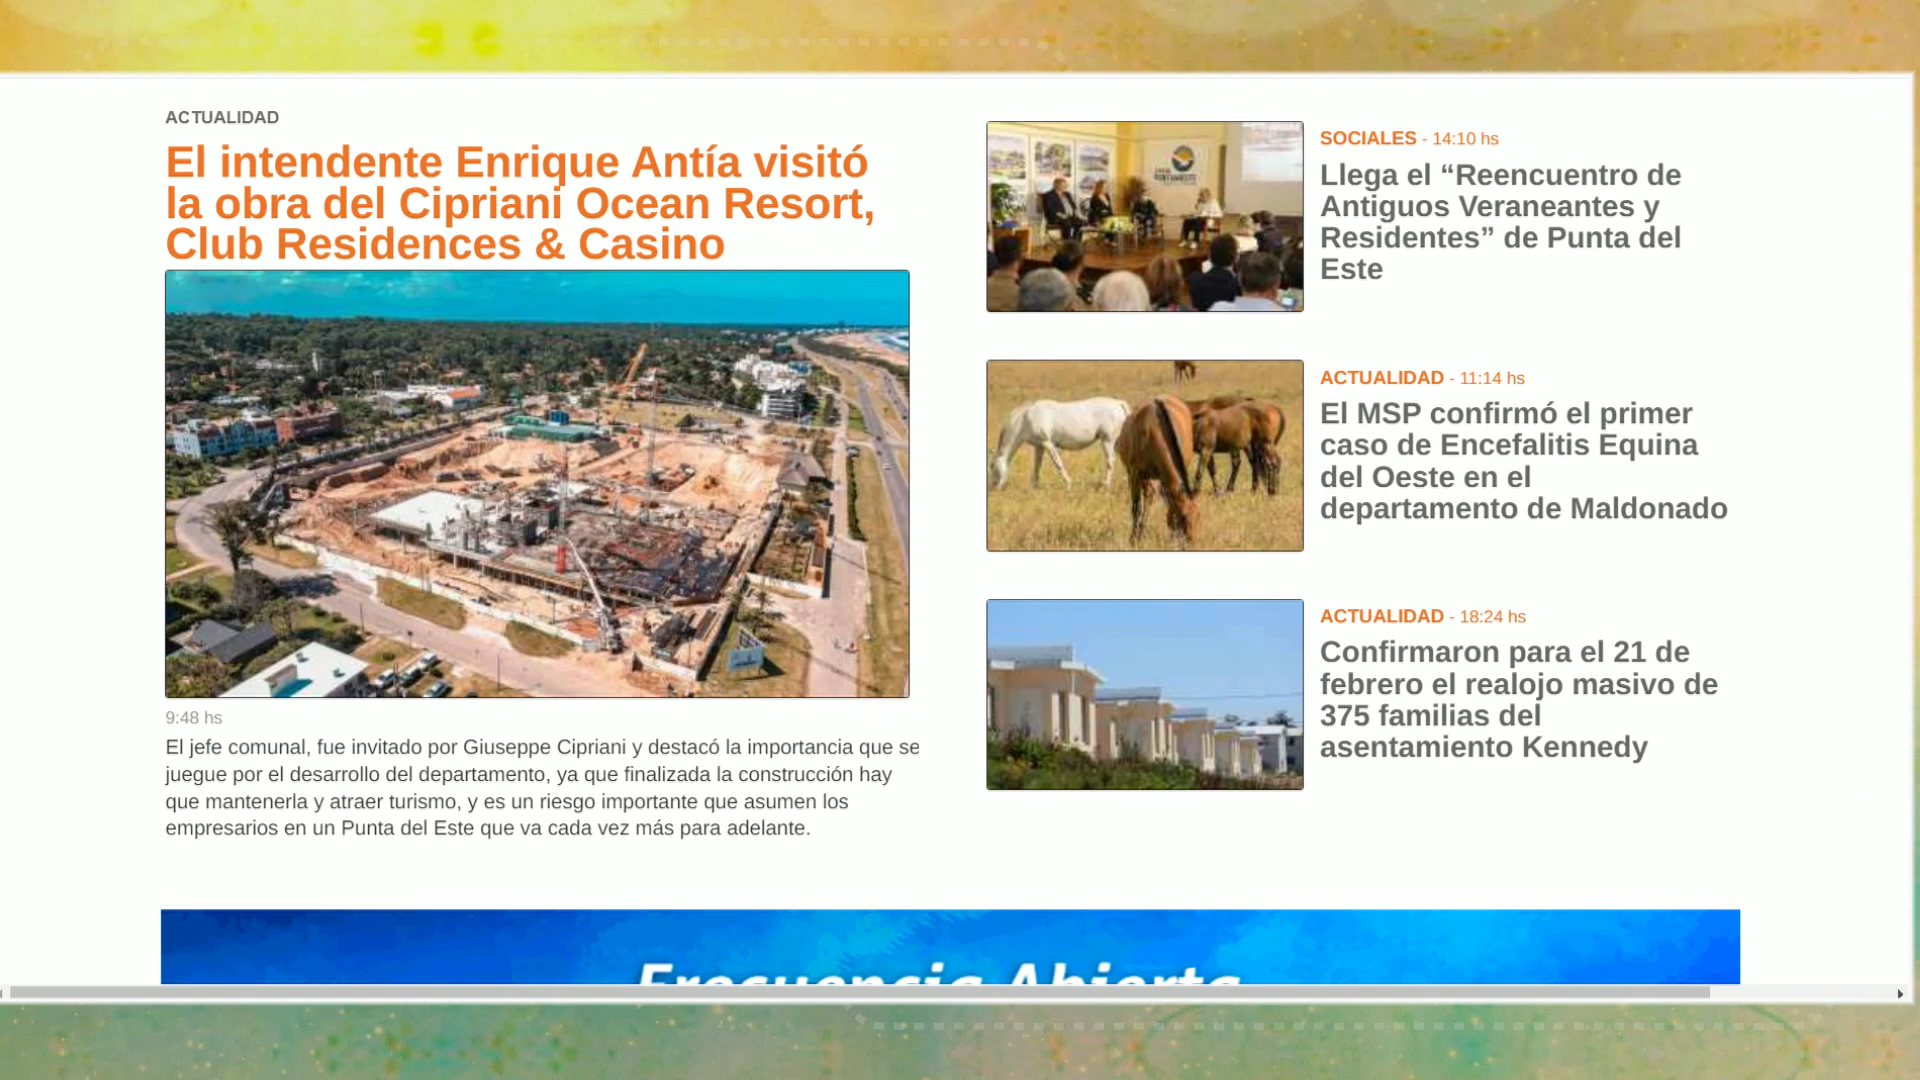 ACTUALIDAD
El intendente Enrique Antía visitó
la obra del Cipriani Ocean Resort,
Club Residences & Casino
9:48 hs
El jefe comunal, fue invitado por Giuseppe Cipriani y destacó la importancia que se
juegue por el desarrollo del departamento, ya que finalizada la construcción hay
que mantenerla y atraer turismo, y es un riesgo importante que asumen los
empresarios en un Punta del Este que va cada vez más para adelante.
SOCIALES - 14:10 hs
Llega el “Reencuentro de
Antiguos Veraneantes y
Residentes” de Punta del
Este
ACTUALIDAD - 11:14 hs
El MSP confirmó el primer
caso de Encefalitis Equina
del Oeste en el
departamento de Maldonado
ACTUALIDAD - 18:24 hs
Confirmaron para el 21 de
febrero el realojo masivo de
375 familias del
asentamiento Kennedy
Frecuencia Abierta